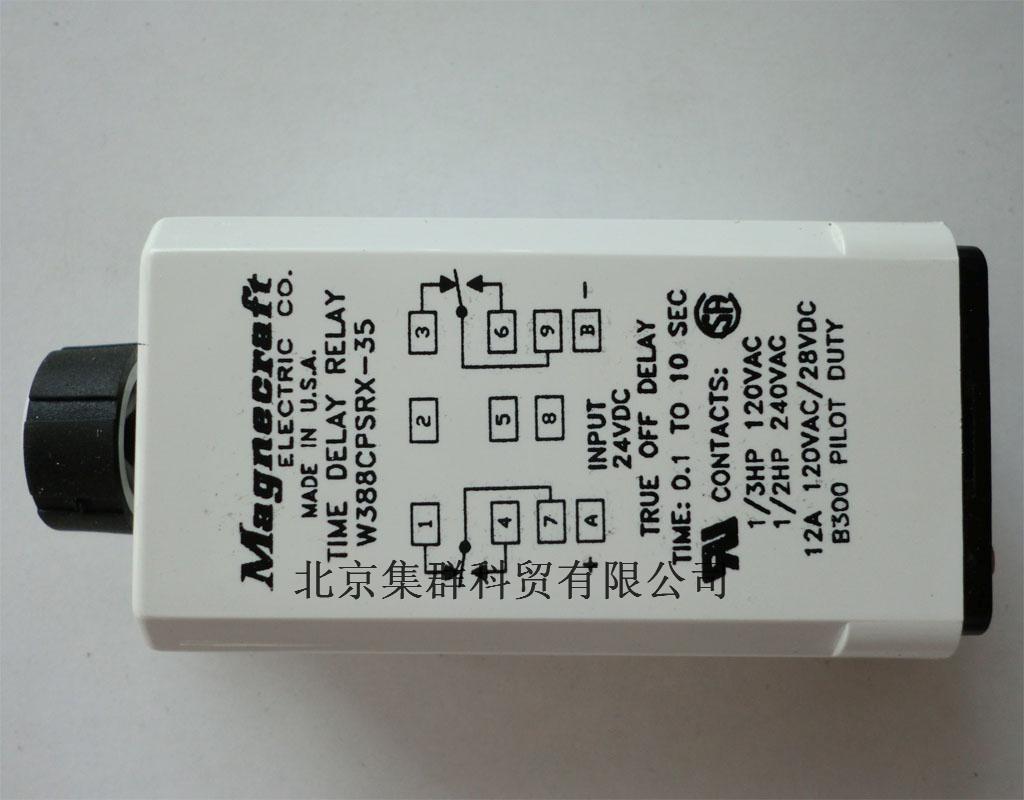 Magnecraft
ELECTRIC CO.
MADE IN U.S.A.
TIME DELAY RELAY
W388CPSRX-35
1 2 3
4 5 6
7 8 9
A B
+ −
INPUT
24VDC
TRUE OFF DELAY
TIME: 0.1 TO 10 SEC
CONTACTS:
1/3HP 120VAC
1/2HP 240VAC
12A 120VAC/28VDC
B300 PILOT DUTY
北京集群科贸有限公司